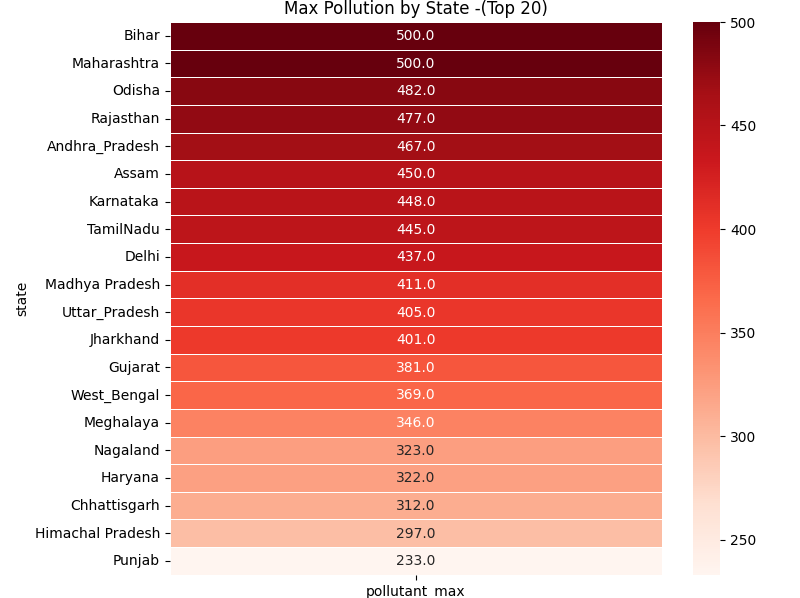 Max Pollution by State -(Top 20)
Bihar 500.0
Maharashtra 500.0
Odisha 482.0
Rajasthan 477.0
Andhra_Pradesh 467.0
Assam 450.0
Karnataka 448.0
TamilNadu 445.0
Delhi 437.0
Madhya Pradesh 411.0
Uttar_Pradesh 405.0
Jharkhand 401.0
Gujarat 381.0
West_Bengal 369.0
Meghalaya 346.0
Nagaland 323.0
Haryana 322.0
Chhattisgarh 312.0
Himachal Pradesh 297.0
Punjab 233.0
state
pollutant_max
500
450
400
350
300
250